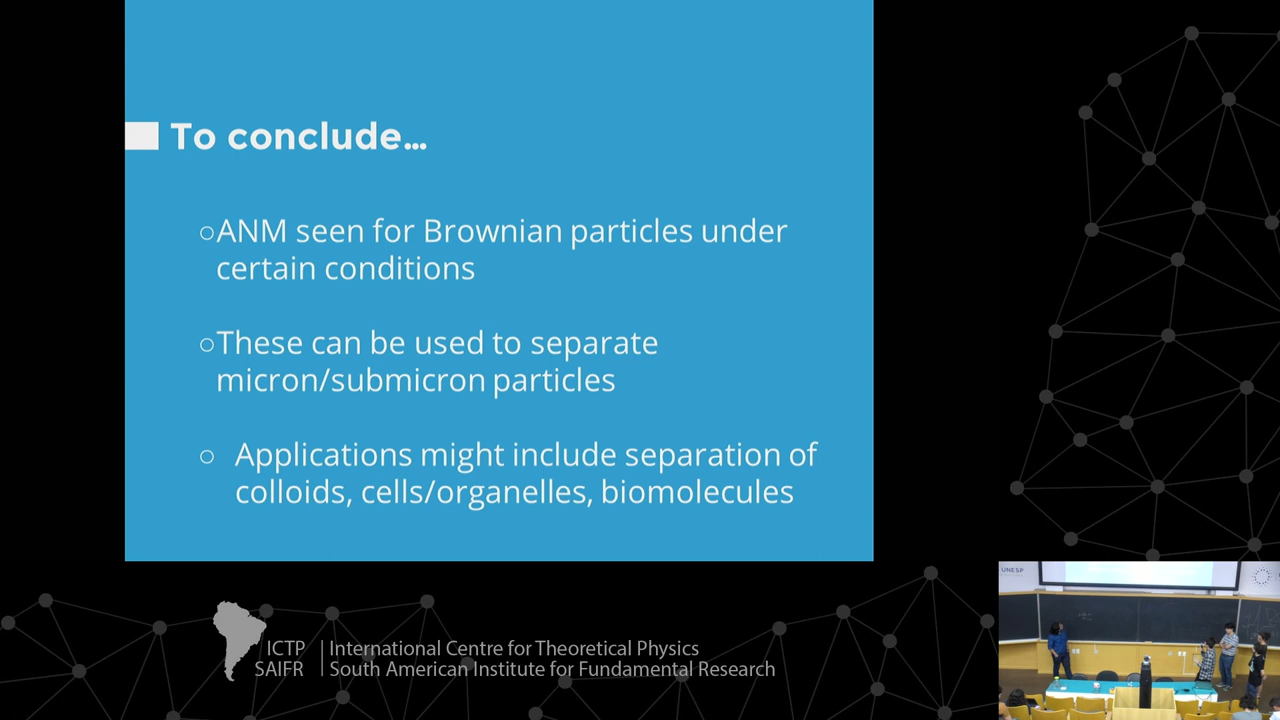 To conclude…
○ANM seen for Brownian particles under
certain conditions
○These can be used to separate
micron/submicron particles
○ Applications might include separation of
colloids, cells/organelles, biomolecules
ICTP
SAIFR
International Centre for Theoretical Physics
South American Institute for Fundamental Research
UNESP